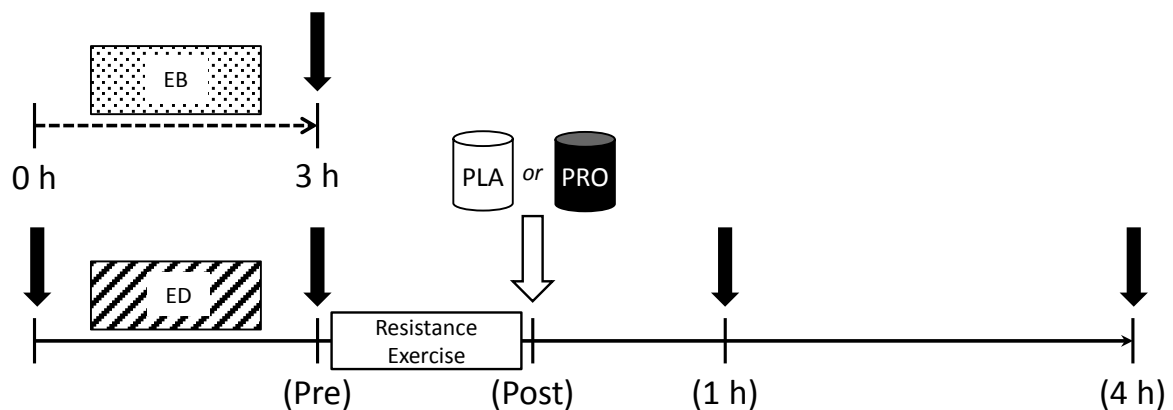 EB
0 h
3 h
PLA or PRO
ED
Resistance
Exercise
(Pre)
(Post)
(1 h)
(4 h)